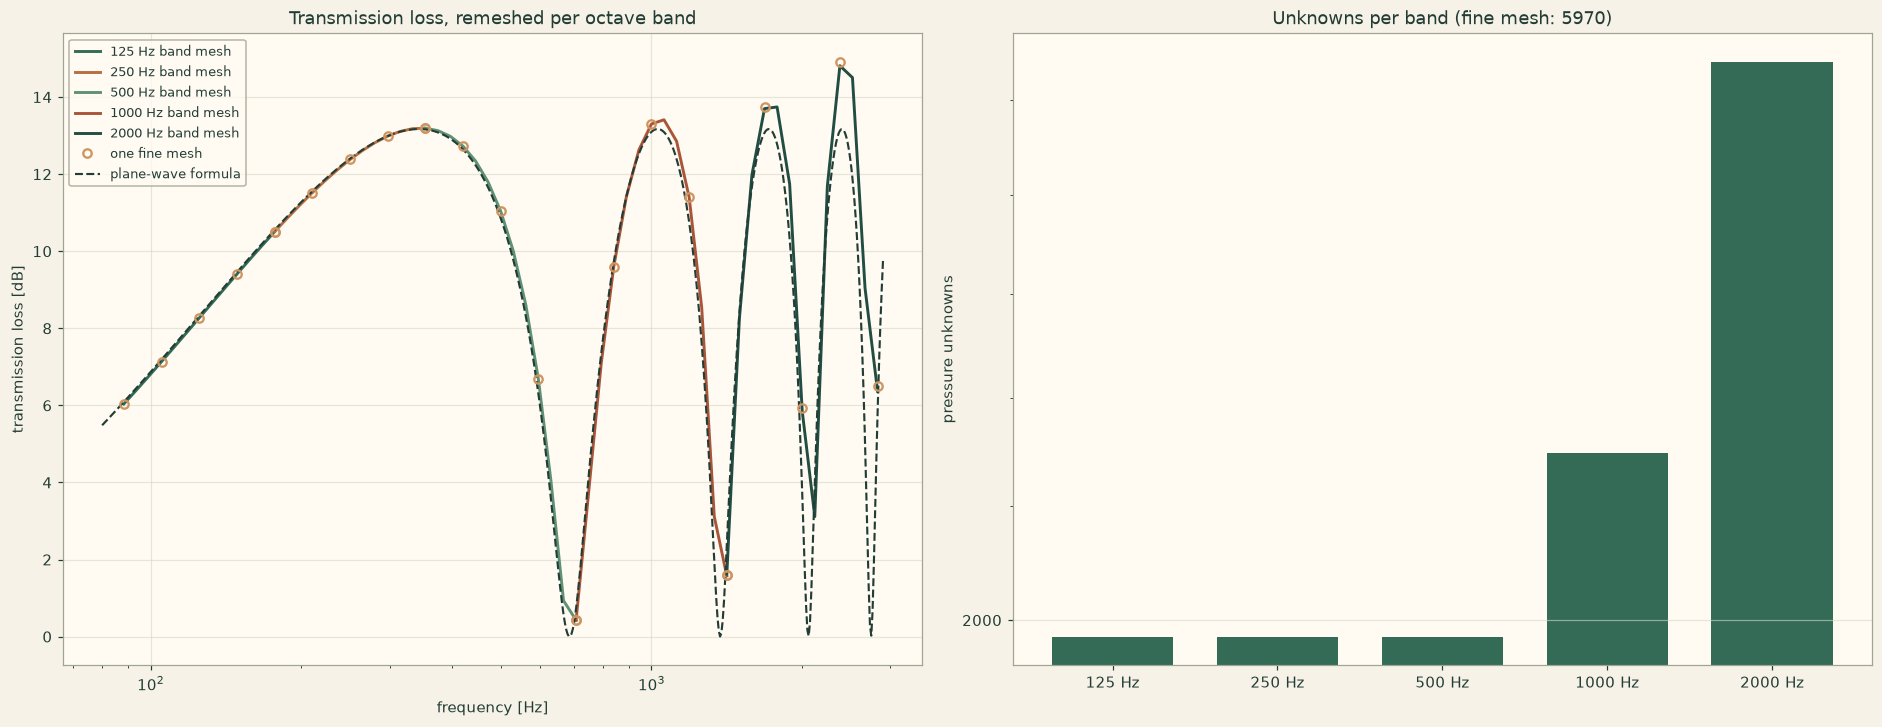 Transmission loss, remeshed per octave band
125 Hz band mesh
250 Hz band mesh
500 Hz band mesh
1000 Hz band mesh
2000 Hz band mesh
one fine mesh
plane-wave formula
transmission loss [dB]
14
12
10
8
6
4
2
0
10²
10³
frequency [Hz]
Unknowns per band (fine mesh: 5970)
pressure unknowns
2000
125 Hz
250 Hz
500 Hz
1000 Hz
2000 Hz